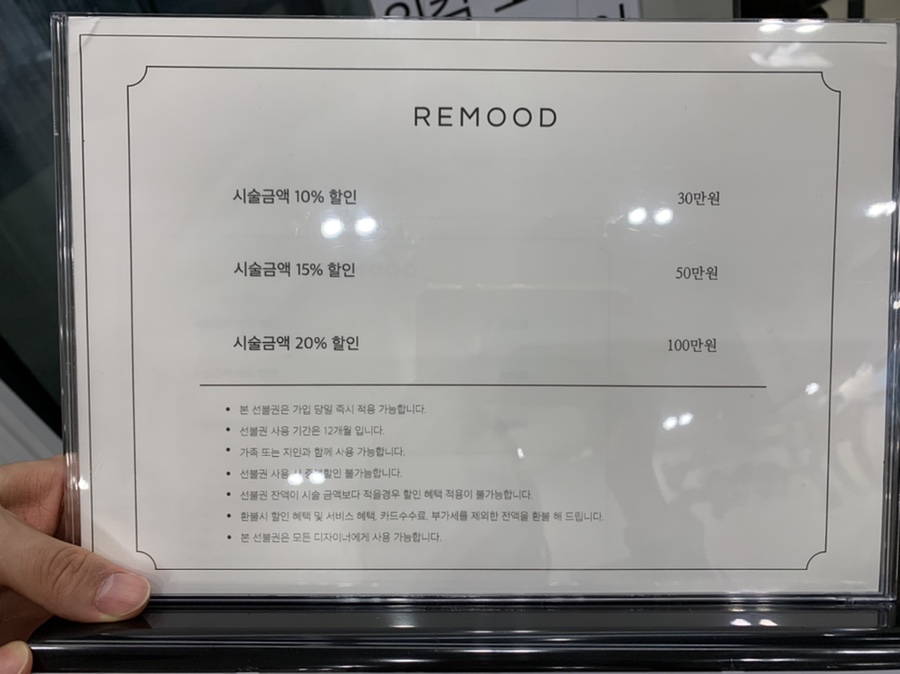 REMOOD
시술금액 10% 할인 30만원
시술금액 15% 할인 50만원
시술금액 20% 할인 100만원
• 본 선불권은 가입 당일 즉시 적용 가능합니다.
• 선불권 사용 기간은 12개월 입니다.
• 가족 또는 지인과 함께 사용 가능합니다.
• 선불권 사용 시 중복할인 불가능합니다.
• 선불권 잔액이 시술 금액보다 적을경우 할인 혜택 적용이 불가능합니다.
• 환불시 할인 혜택 및 서비스 혜택, 카드수수료, 부가세를 제외한 전액을 환불 해 드립니다.
• 본 선불권은 모든 디자이너에게 사용 가능합니다.